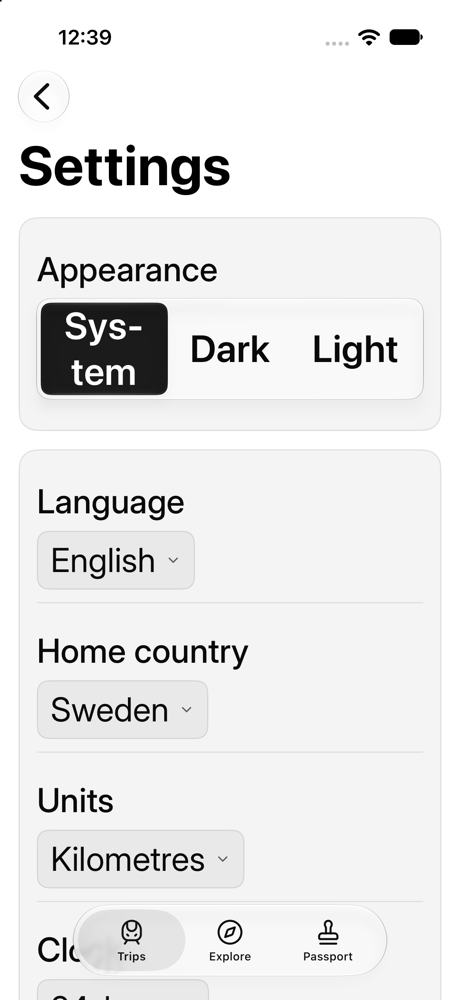 12:39
Settings
Appearance
Sys-
tem
Dark
Light
Language
English
Home country
Sweden
Units
Kilometres
Trips
Explore
Passport